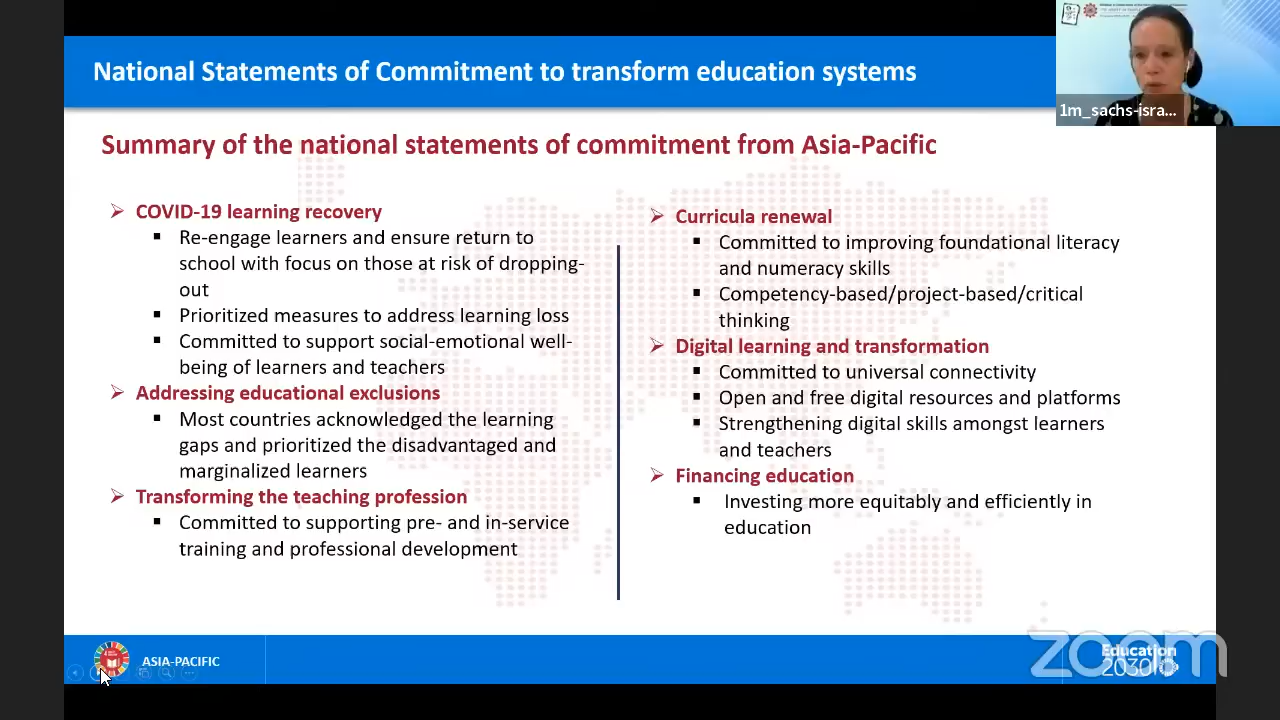 National Statements of Commitment to transform education systems
1m_sachs-isra...
Summary of the national statements of commitment from Asia-Pacific
COVID-19 learning recovery
Re-engage learners and ensure return to
school with focus on those at risk of dropping-
out
Prioritized measures to address learning loss
Committed to support social-emotional well-
being of learners and teachers
Addressing educational exclusions
Most countries acknowledged the learning
gaps and prioritized the disadvantaged and
marginalized learners
Transforming the teaching profession
Committed to supporting pre- and in-service
training and professional development
Curricula renewal
Committed to improving foundational literacy
and numeracy skills
Competency-based/project-based/critical
thinking
Digital learning and transformation
Committed to universal connectivity
Open and free digital resources and platforms
Strengthening digital skills amongst learners
and teachers
Financing education
Investing more equitably and efficiently in
education
ASIA-PACIFIC
Education
2030
zoom